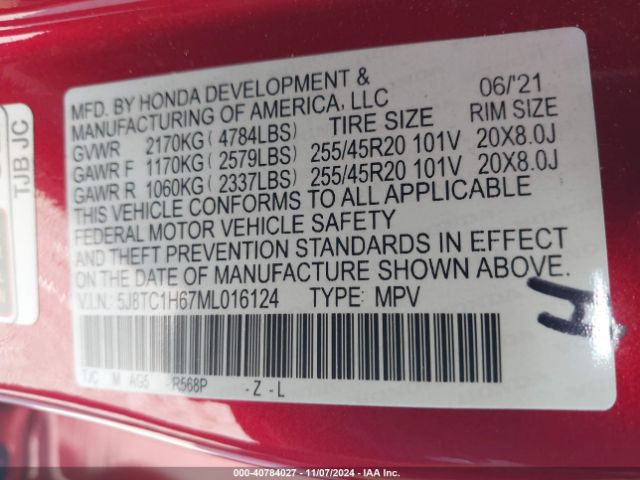 MFD. BY HONDA DEVELOPMENT & 06/'21
MANUFACTURING OF AMERICA, LLC
TIRE SIZE RIM SIZE
GVWR 2170KG ( 4784LBS)
GAWR F 1170KG ( 2579LBS) 255/45R20 101V 20X8.0J
GAWR R 1060KG ( 2337LBS) 255/45R20 101V 20X8.0J
THIS VEHICLE CONFORMS TO ALL APPLICABLE
FEDERAL MOTOR VEHICLE SAFETY
AND THEFT PREVENTION STANDARDS IN EFFECT
ON THE DATE OF MANUFACTURE SHOWN ABOVE.
V.I.N.: 5J8TC1H67ML016124 TYPE: MPV
TJC M AG5 -R568P -Z-L
TJB JC
000-40784027 - 11/07/2024 - IAA Inc.